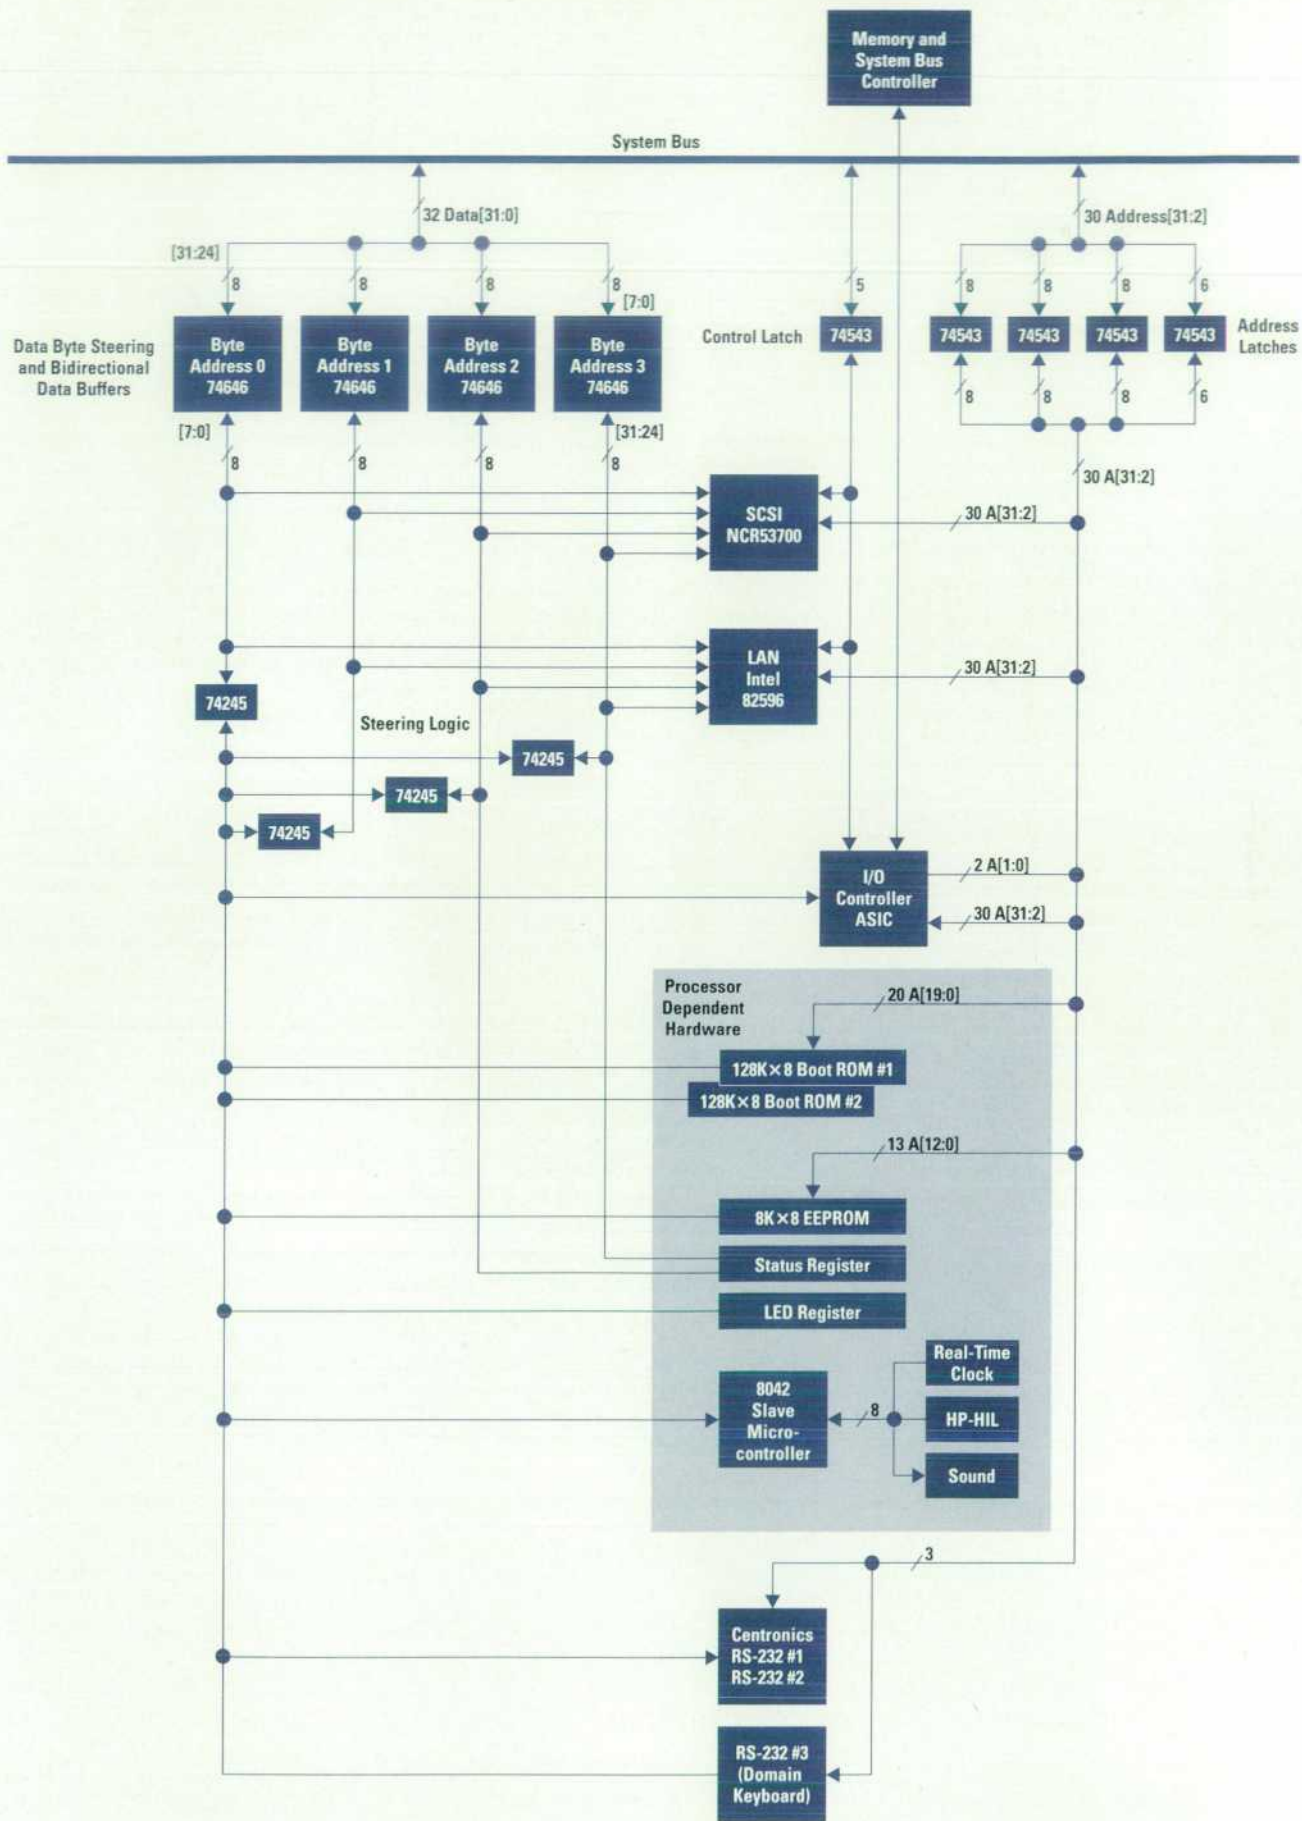 Memory and
System Bus
Controller
System Bus
32 Data[31:0]
30 Address[31:2]
[31:24]
8
8
8
8
5
8
8
8
6
[7:0]
Data Byte Steering
and Bidirectional
Data Buffers
Byte
Address 0
74646
Byte
Address 1
74646
Byte
Address 2
74646
Byte
Address 3
74646
Control Latch
74543
74543
74543
74543
74543
Address
Latches
[7:0]
8
8
8
[31:24]
8
8
8
8
6
30 A[31:2]
SCSI
NCR53700
30 A[31:2]
LAN
Intel
82596
30 A[31:2]
74245
Steering Logic
74245
74245
74245
I/O
Controller
ASIC
2 A[1:0]
30 A[31:2]
Processor
Dependent
Hardware
20 A[19:0]
128K×8 Boot ROM #1
128K×8 Boot ROM #2
13 A[12:0]
8K×8 EEPROM
Status Register
LED Register
8042
Slave
Micro-
controller
8
Real-Time
Clock
HP-HIL
Sound
3
Centronics
RS-232 #1
RS-232 #2
RS-232 #3
(Domain
Keyboard)